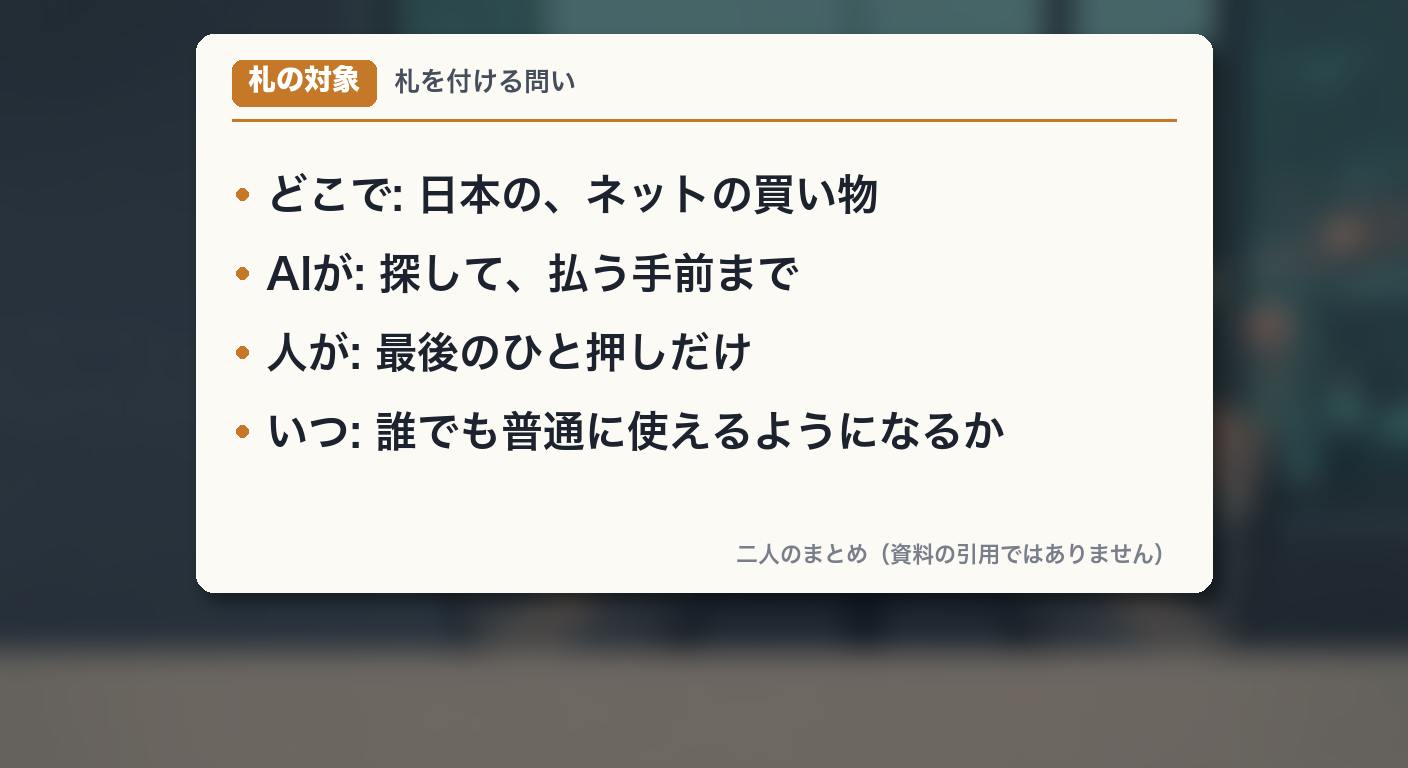 札の対象 札を付ける問い
どこで: 日本の、ネットの買い物
AIが: 探して、払う手前まで
人が: 最後のひと押しだけ
いつ: 誰でも普通に使えるようになるか
二人のまとめ（資料の引用ではありません）